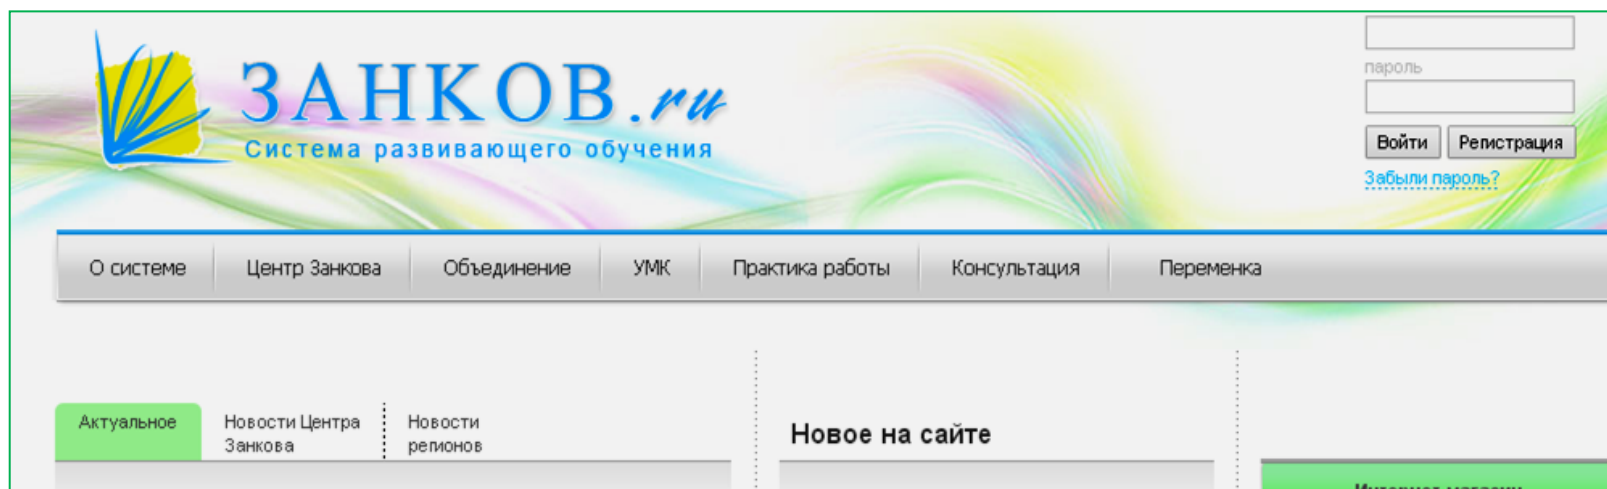 ЗАНКОВ.ru
Система развивающего обучения
пароль
Войти
Регистрация
Забыли пароль?
О системе
Центр Занкова
Объединение
УМК
Практика работы
Консультация
Переменка
Актуальное
Новости Центра
Занкова
Новости
регионов
Новое на сайте